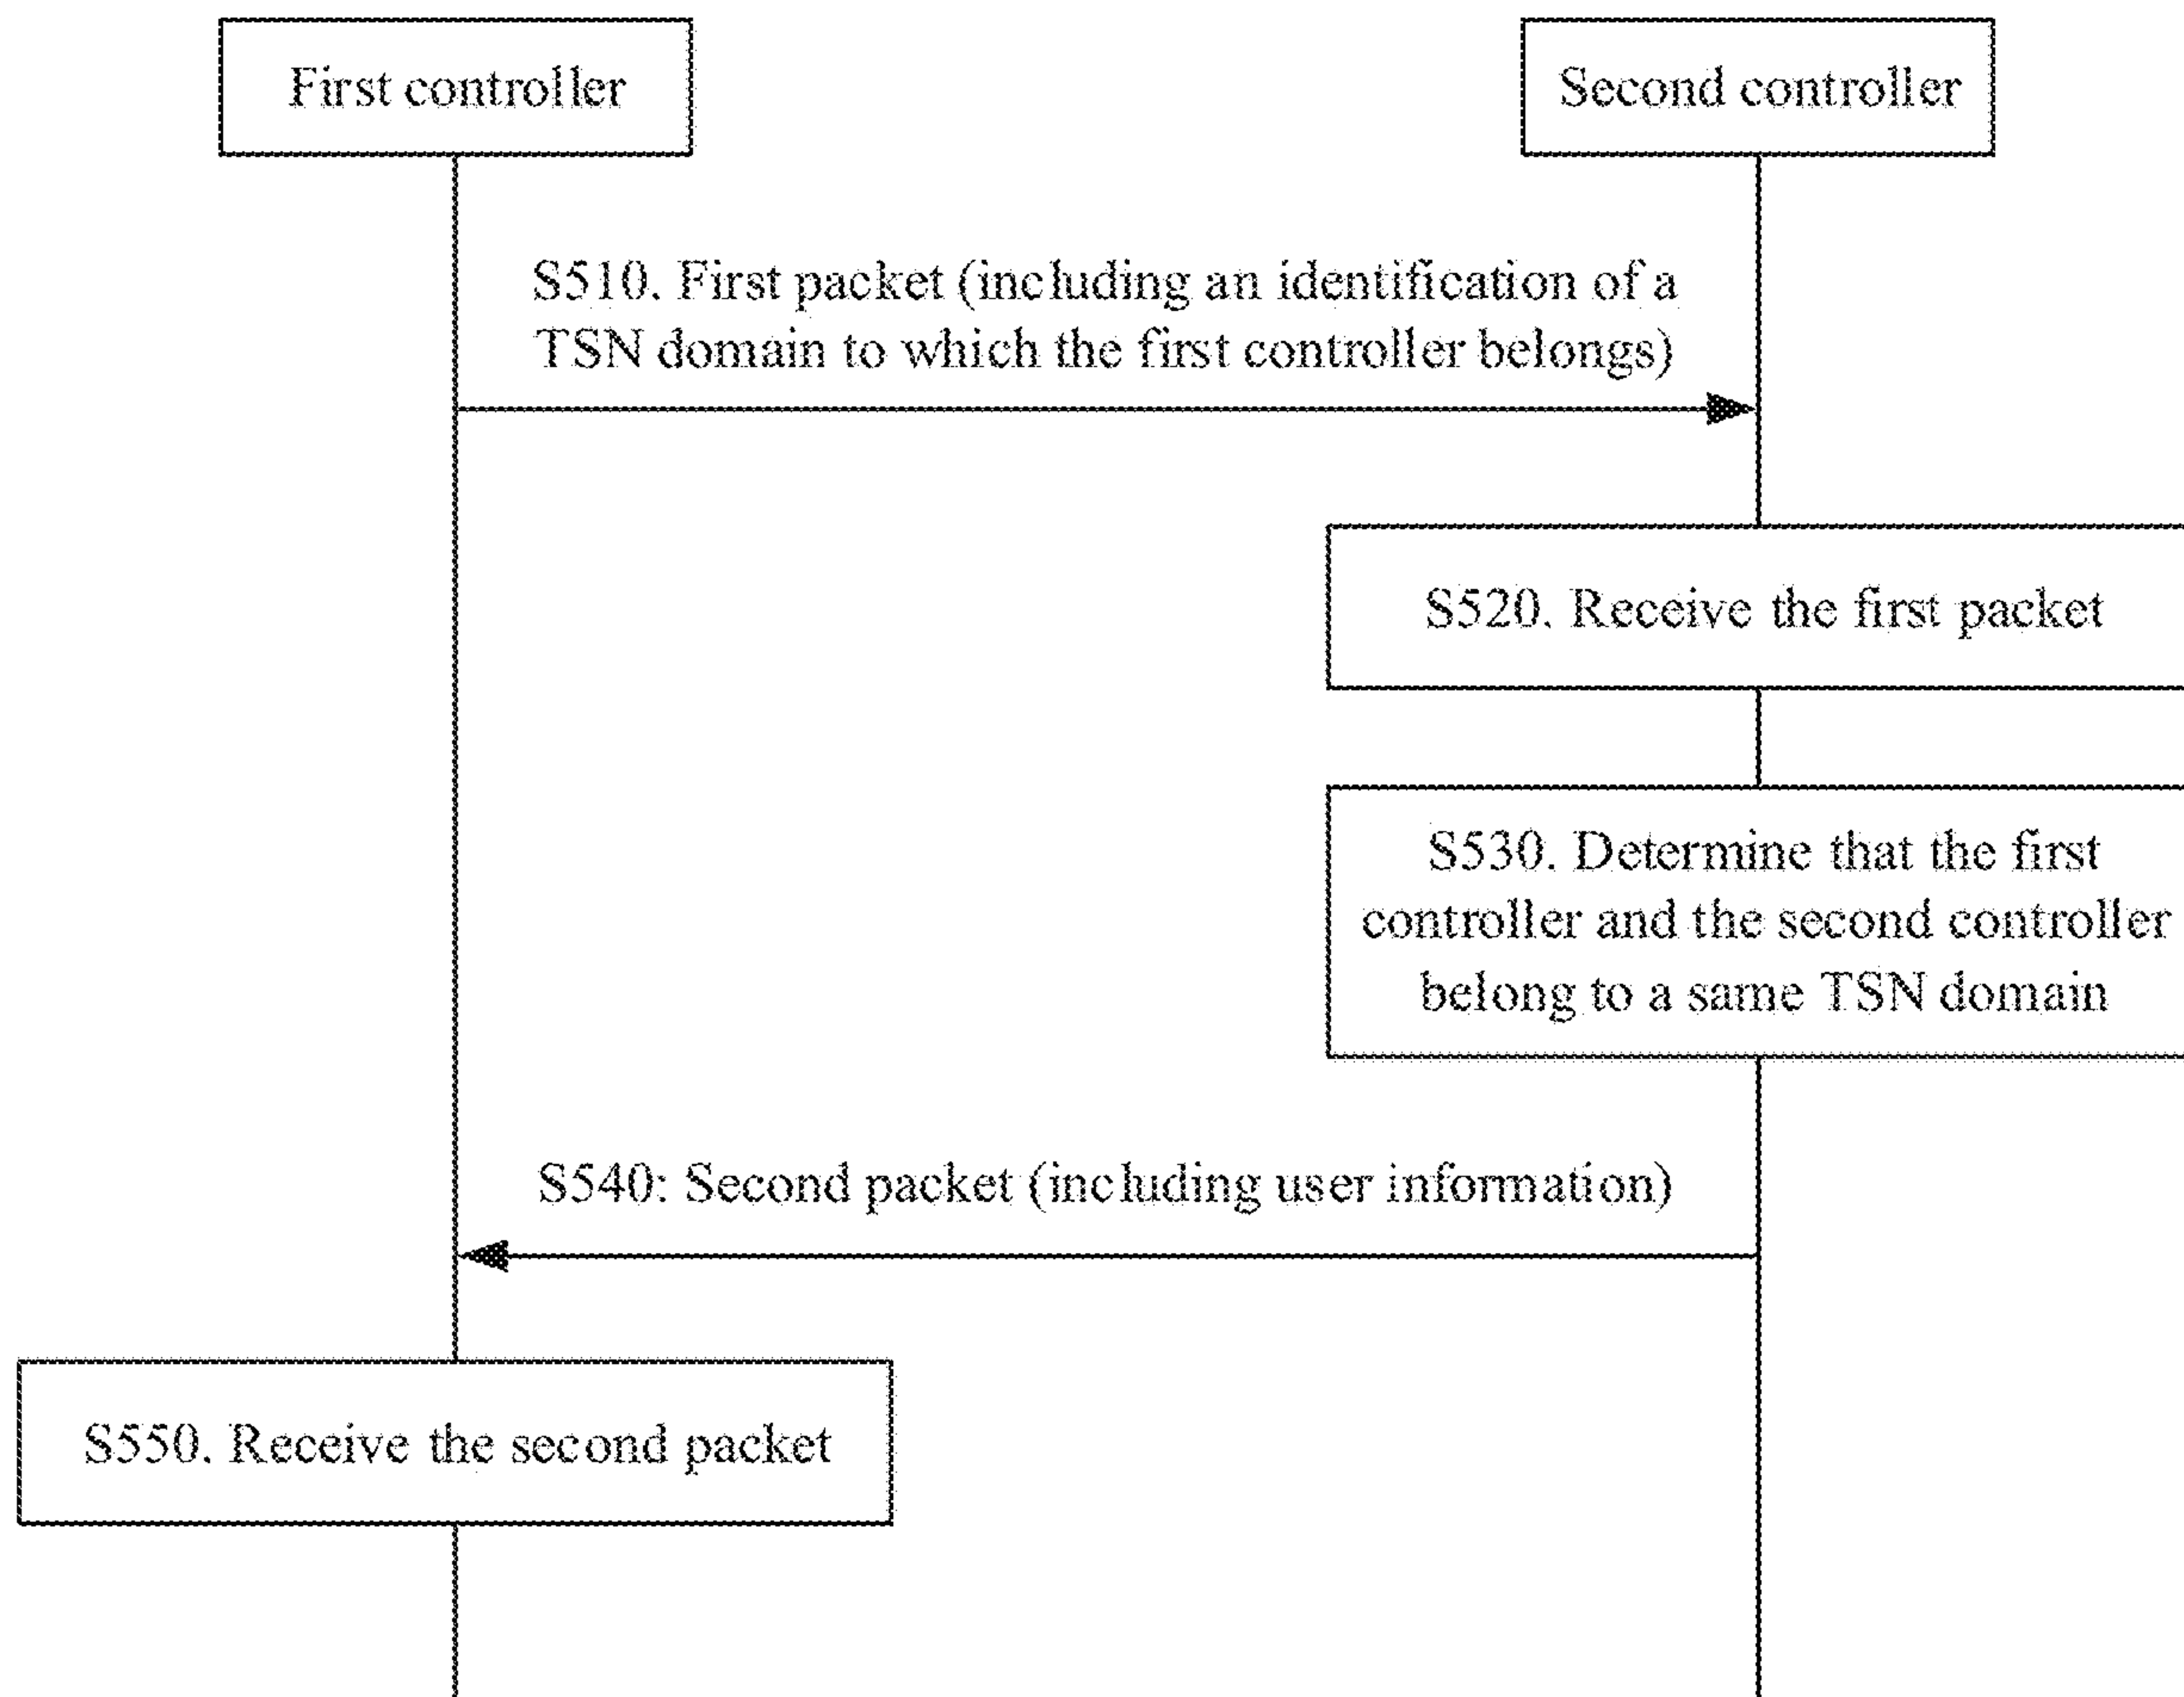 First controller
Second controller
S510. First packet (including an identification of a
TSN domain to which the first controller belongs)
S520. Receive the first packet
S530. Determine that the first
controller and the second controller
belong to a same TSN domain
S540: Second packet (including user information)
S550. Receive the second packet